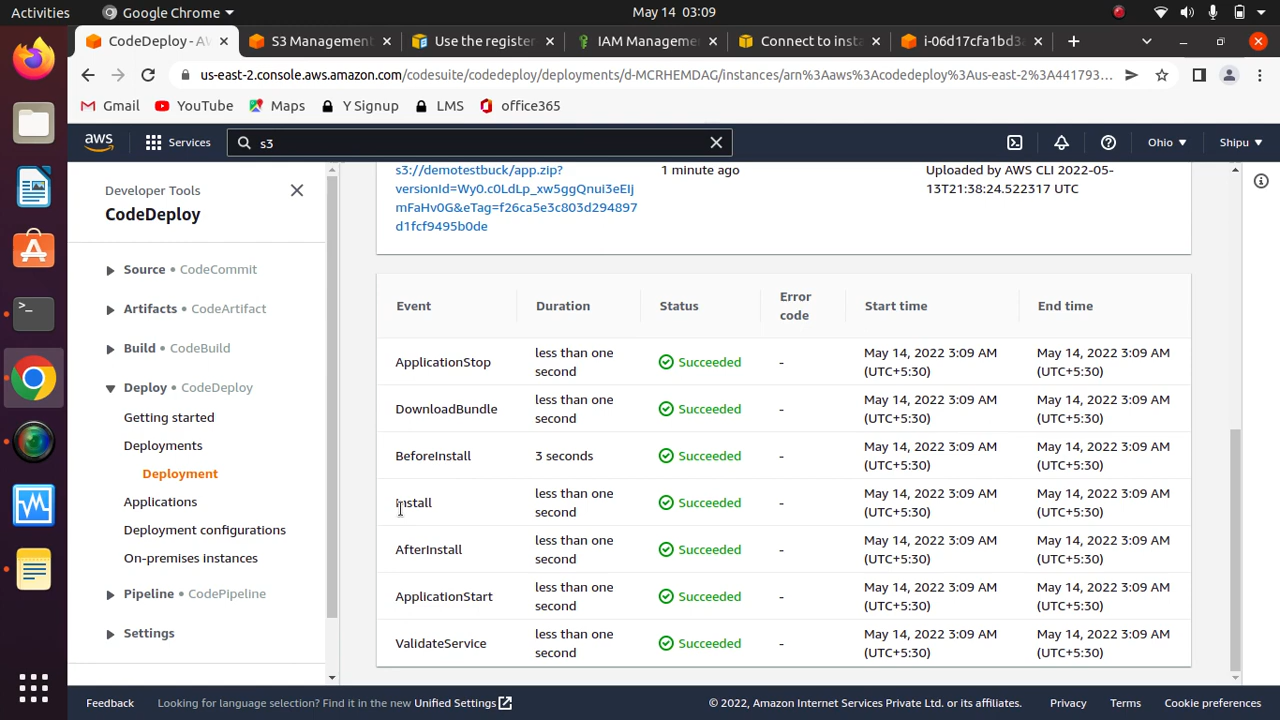 Activities
Google Chrome
May 14 03:09
CodeDeploy - AW
S3 Management
Use the register
IAM Manageme
Connect to insta
i-06d17cfa1bd3a
us-east-2.console.aws.amazon.com/codesuite/codedeploy/deployments/d-MCRHEMDAG/instances/arn%3Aaws%3Acodedeploy%3Aus-east-2%3A441793...
Gmail
YouTube
Maps
Y Signup
LMS
office365
aws
Services
s3
Ohio
Shipu
Developer Tools
CodeDeploy
Source • CodeCommit
Artifacts • CodeArtifact
Build • CodeBuild
Deploy • CodeDeploy
Getting started
Deployments
Deployment
Applications
Deployment configurations
On-premises instances
Pipeline • CodePipeline
Settings
s3://demotestbuck/app.zip?
versionId=Wy0.c0LdLp_xw5ggQnui3eEIj
mFaHv0G&eTag=f26ca5e3c803d294897
d1fcf9495b0de
1 minute ago
Uploaded by AWS CLI 2022-05-
13T21:38:24.522317 UTC
Event Duration Status Error code Start time End time
ApplicationStop less than one second Succeeded - May 14, 2022 3:09 AM (UTC+5:30) May 14, 2022 3:09 AM (UTC+5:30)
DownloadBundle less than one second Succeeded - May 14, 2022 3:09 AM (UTC+5:30) May 14, 2022 3:09 AM (UTC+5:30)
BeforeInstall 3 seconds Succeeded - May 14, 2022 3:09 AM (UTC+5:30) May 14, 2022 3:09 AM (UTC+5:30)
Install less than one second Succeeded - May 14, 2022 3:09 AM (UTC+5:30) May 14, 2022 3:09 AM (UTC+5:30)
AfterInstall less than one second Succeeded - May 14, 2022 3:09 AM (UTC+5:30) May 14, 2022 3:09 AM (UTC+5:30)
ApplicationStart less than one second Succeeded - May 14, 2022 3:09 AM (UTC+5:30) May 14, 2022 3:09 AM (UTC+5:30)
ValidateService less than one second Succeeded - May 14, 2022 3:09 AM (UTC+5:30) May 14, 2022 3:09 AM (UTC+5:30)
Feedback
Looking for language selection? Find it in the new Unified Settings
© 2022, Amazon Internet Services Private Ltd. or its affiliates.
Privacy
Terms
Cookie preferences